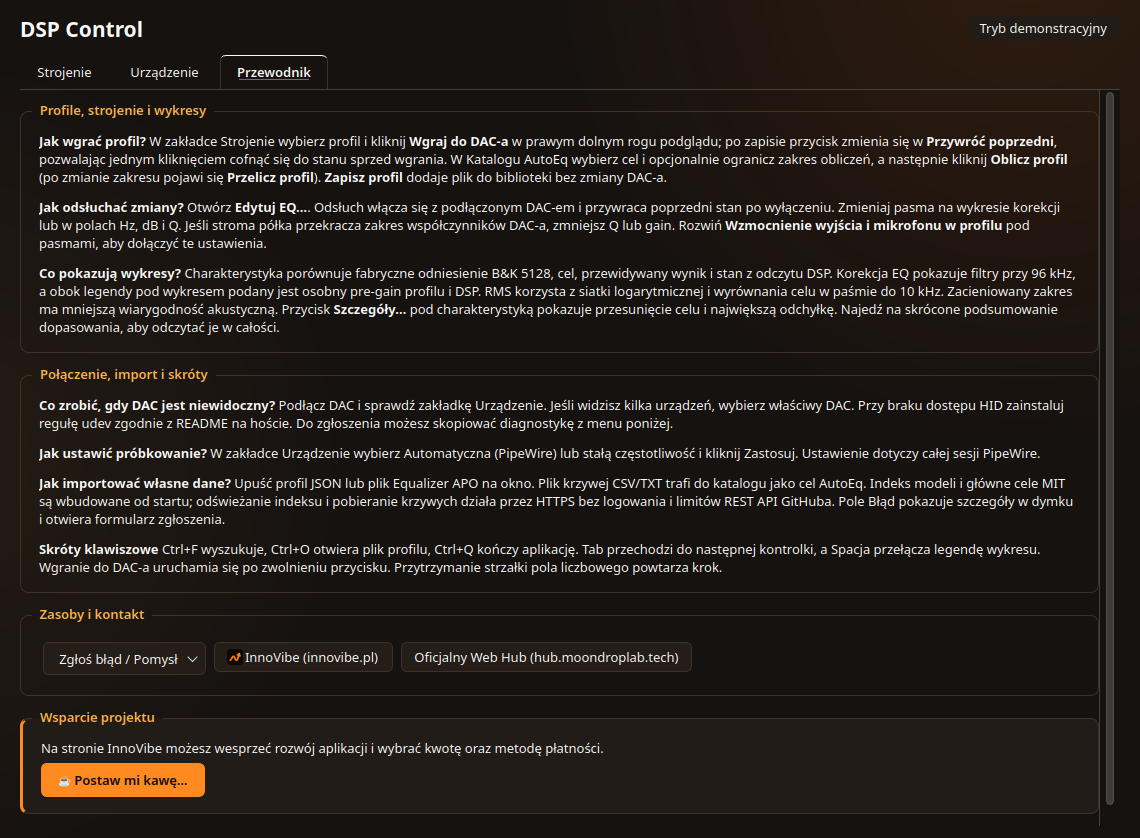 DSP Control
Tryb demonstracyjny
Strojenie
Urządzenie
Przewodnik
Profile, strojenie i wykresy
Jak wgrać profil? W zakładce Strojenie wybierz profil i kliknij Wgraj do DAC-a w prawym dolnym rogu podglądu; po zapisie przycisk zmienia się w Przywróć poprzedni,
pozwalając jednym kliknięciem cofnąć się do stanu sprzed wgrania. W Katalogu AutoEq wybierz cel i opcjonalnie ogranicz zakres obliczeń, a następnie kliknij Oblicz profil
(po zmianie zakresu pojawi się Przelicz profil). Zapisz profil dodaje plik do biblioteki bez zmiany DAC-a.
Jak odsłuchać zmiany? Otwórz Edytuj EQ.... Odsłuch włącza się z podłączonym DAC-em i przywraca poprzedni stan po wyłączeniu. Zmieniaj pasma na wykresie korekcji
lub w polach Hz, dB i Q. Jeśli stroma półka przekracza zakres współczynników DAC-a, zmniejsz Q lub gain. Rozwiń Wzmocnienie wyjścia i mikrofonu w profilu pod
pasmami, aby dołączyć te ustawienia.
Co pokazują wykresy? Charakterystyka porównuje fabryczne odniesienie B&K 5128, cel, przewidywany wynik i stan z odczytu DSP. Korekcja EQ pokazuje filtry przy 96 kHz,
a obok legendy pod wykresem podany jest osobny pre-gain profilu i DSP. RMS korzysta z siatki logarytmicznej i wyrównania celu w paśmie do 10 kHz. Zacieniowany zakres
ma mniejszą wiarygodność akustyczną. Przycisk Szczegóły... pod charakterystyką pokazuje przesunięcie celu i największą odchyłkę. Najedź na skrócone podsumowanie
dopasowania, aby odczytać je w całości.
Połączenie, import i skróty
Co zrobić, gdy DAC jest niewidoczny? Podłącz DAC i sprawdź zakładkę Urządzenie. Jeśli widzisz kilka urządzeń, wybierz właściwy DAC. Przy braku dostępu HID zainstaluj
regułę udev zgodnie z README na hoście. Do zgłoszenia możesz skopiować diagnostykę z menu poniżej.
Jak ustawić próbkowanie? W zakładce Urządzenie wybierz Automatyczna (PipeWire) lub stałą częstotliwość i kliknij Zastosuj. Ustawienie dotyczy całej sesji PipeWire.
Jak importować własne dane? Upuść profil JSON lub plik Equalizer APO na okno. Plik krzywej CSV/TXT trafi do katalogu jako cel AutoEq. Indeks modeli i główne cele MIT
są wbudowane od startu; odświeżanie indeksu i pobieranie krzywych działa przez HTTPS bez logowania i limitów REST API GitHuba. Pole Błąd pokazuje szczegóły w dymku
i otwiera formularz zgłoszenia.
Skróty klawiszowe Ctrl+F wyszukuje, Ctrl+O otwiera plik profilu, Ctrl+Q kończy aplikację. Tab przechodzi do następnej kontrolki, a Spacja przełącza legendę wykresu.
Wgranie do DAC-a uruchamia się po zwolnieniu przycisku. Przytrzymanie strzałki pola liczbowego powtarza krok.
Zasoby i kontakt
Zgłoś błąd / Pomysł
InnoVibe (innovibe.pl)
Oficjalny Web Hub (hub.moondroplab.tech)
Wsparcie projektu
Na stronie InnoVibe możesz wesprzeć rozwój aplikacji i wybrać kwotę oraz metodę płatności.
☕ Postaw mi kawę...